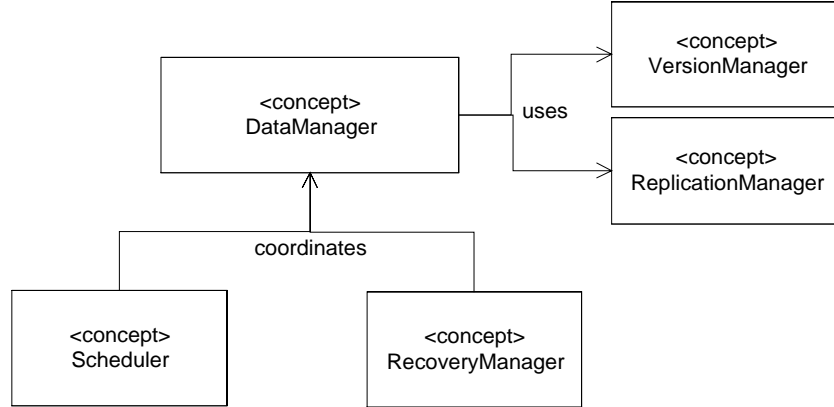 <concept>
VersionManager
<concept>
DataManager
uses
<concept>
ReplicationManager
coordinates
<concept>
Scheduler
<concept>
RecoveryManager